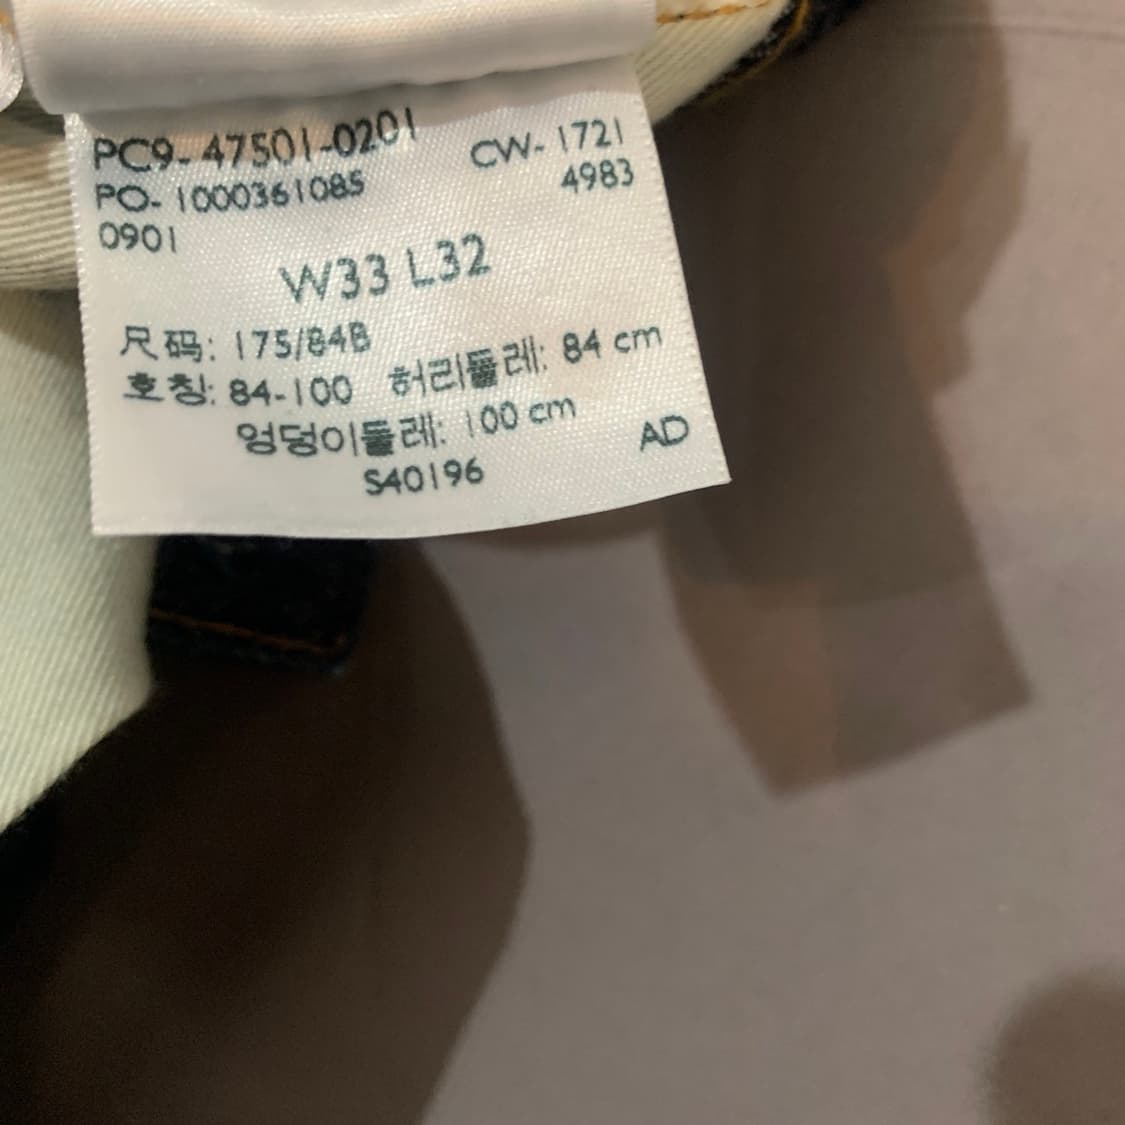 PC9-47501-0201 CW-1721
PO-1000361085 4983
0901
W33 L32
尺码: 175/84B
호칭: 84-100 허리둘레: 84 cm
엉덩이둘레: 100 cm
S40196 AD